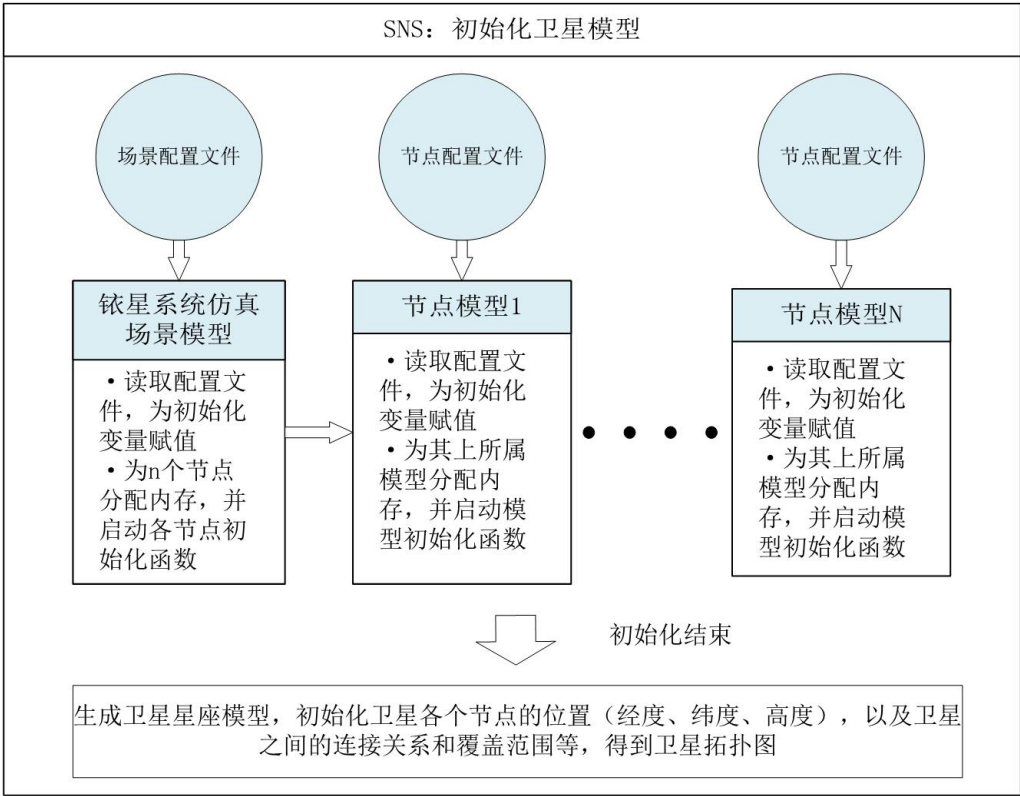 SNS：初始化卫星模型
场景配置文件
节点配置文件
节点配置文件
铱星系统仿真
场景模型
•读取配置文
件，为初始化
变量赋值
•为n个节点
分配内存，并
启动各节点初
始化函数
节点模型1
•读取配置文
件，为初始化
变量赋值
•为其上所属
模型分配内
存，并启动模
型初始化函数
节点模型N
•读取配置文
件，为初始化
变量赋值
•为其上所属
模型分配内
存，并启动模
型初始化函数
初始化结束
生成卫星星座模型，初始化卫星各个节点的位置（经度、纬度、高度），以及卫星
之间的连接关系和覆盖范围等，得到卫星拓扑图